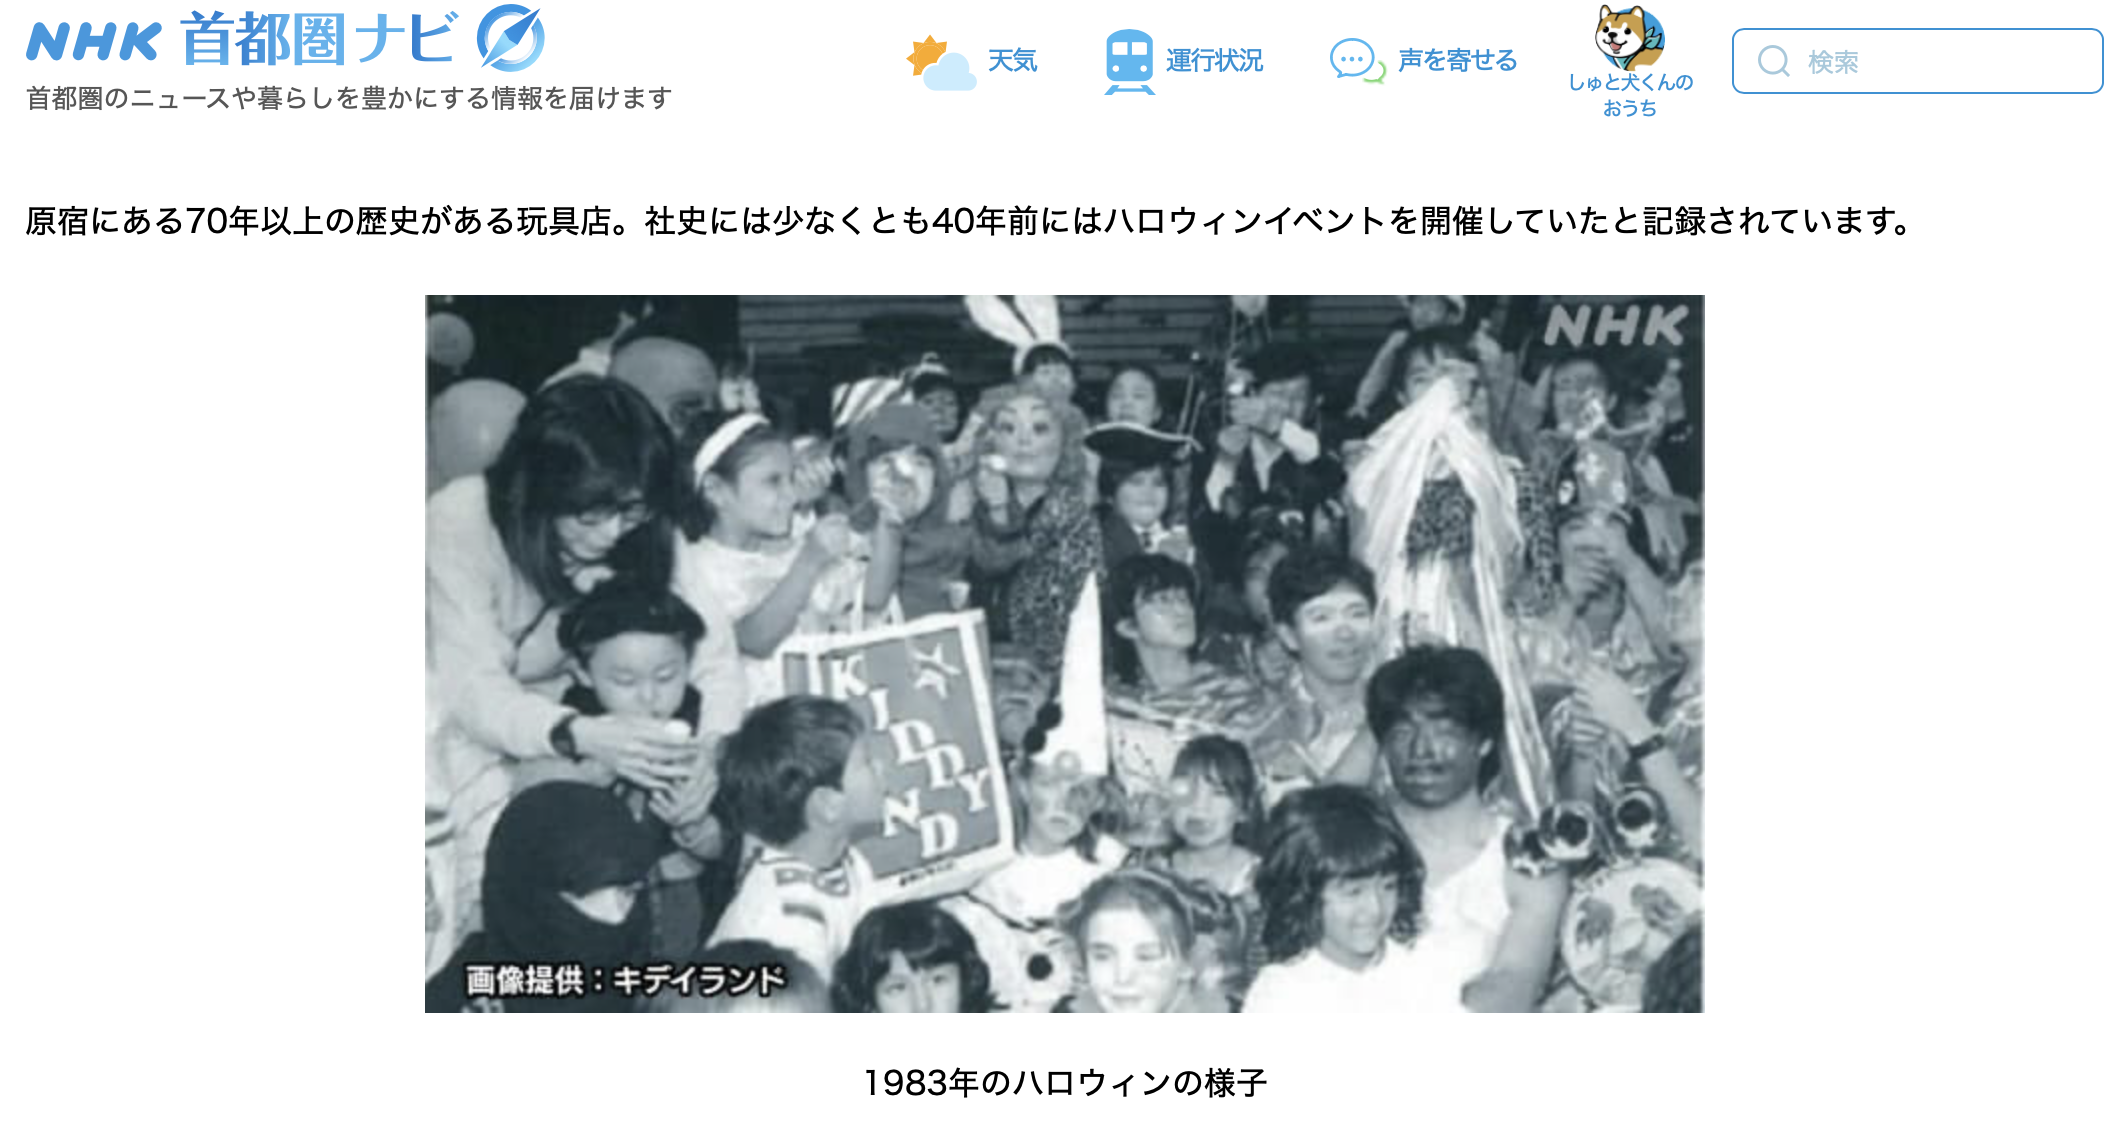 NHK 首都圏ナビ
首都圏のニュースや暮らしを豊かにする情報を届けます
天気
運行状況
声を寄せる
しゅと犬くんの
おうち
検索
原宿にある70年以上の歴史がある玩具店。社史には少なくとも40年前にはハロウィンイベントを開催していたと記録されています。
NHK
KIDDY
ND
画像提供：キデイランド
1983年のハロウィンの様子